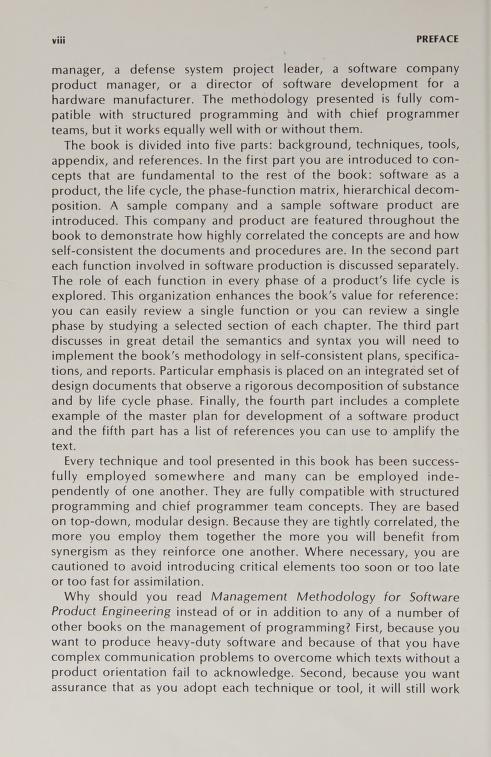 viii PREFACE
manager, a defense system project leader, a software company
product manager, or a director of software development for a
hardware manufacturer. The methodology presented is fully com-
patible with structured programming and with chief programmer
teams, but it works equally well with or without them.
The book is divided into five parts: background, techniques, tools,
appendix, and references. In the first part you are introduced to con-
cepts that are fundamental to the rest of the book: software as a
product, the life cycle, the phase-function matrix, hierarchical decom-
position. A sample company and a sample software product are
introduced. This company and product are featured throughout the
book to demonstrate how highly correlated the concepts are and how
self-consistent the documents and procedures are. In the second part
each function involved in software production is discussed separately.
The role of each function in every phase of a product's life cycle is
explored. This organization enhances the book's value for reference:
you can easily review a single function or you can review a single
phase by studying a selected section of each chapter. The third part
discusses in great detail the semantics and syntax you will need to
implement the book's methodology in self-consistent plans, specifica-
tions, and reports. Particular emphasis is placed on an integrated set of
design documents that observe a rigorous decomposition of substance
and by life cycle phase. Finally, the fourth part includes a complete
example of the master plan for development of a software product
and the fifth part has a list of references you can use to amplify the
text.
Every technique and tool presented in this book has been success-
fully employed somewhere and many can be employed inde-
pendently of one another. They are fully compatible with structured
programming and chief programmer team concepts. They are based
on top-down, modular design. Because they are tightly correlated, the
more you employ them together the more you will benefit from
synergism as they reinforce one another. Where necessary, you are
cautioned to avoid introducing critical elements too soon or too late
or too fast for assimilation.
Why should you read Management Methodology for Software
Product Engineering instead of or in addition to any of a number of
other books on the management of programming? First, because you
want to produce heavy-duty software and because of that you have
complex communication problems to overcome which texts without a
product orientation fail to acknowledge. Second, because you want
assurance that as you adopt each technique or tool, it will still work